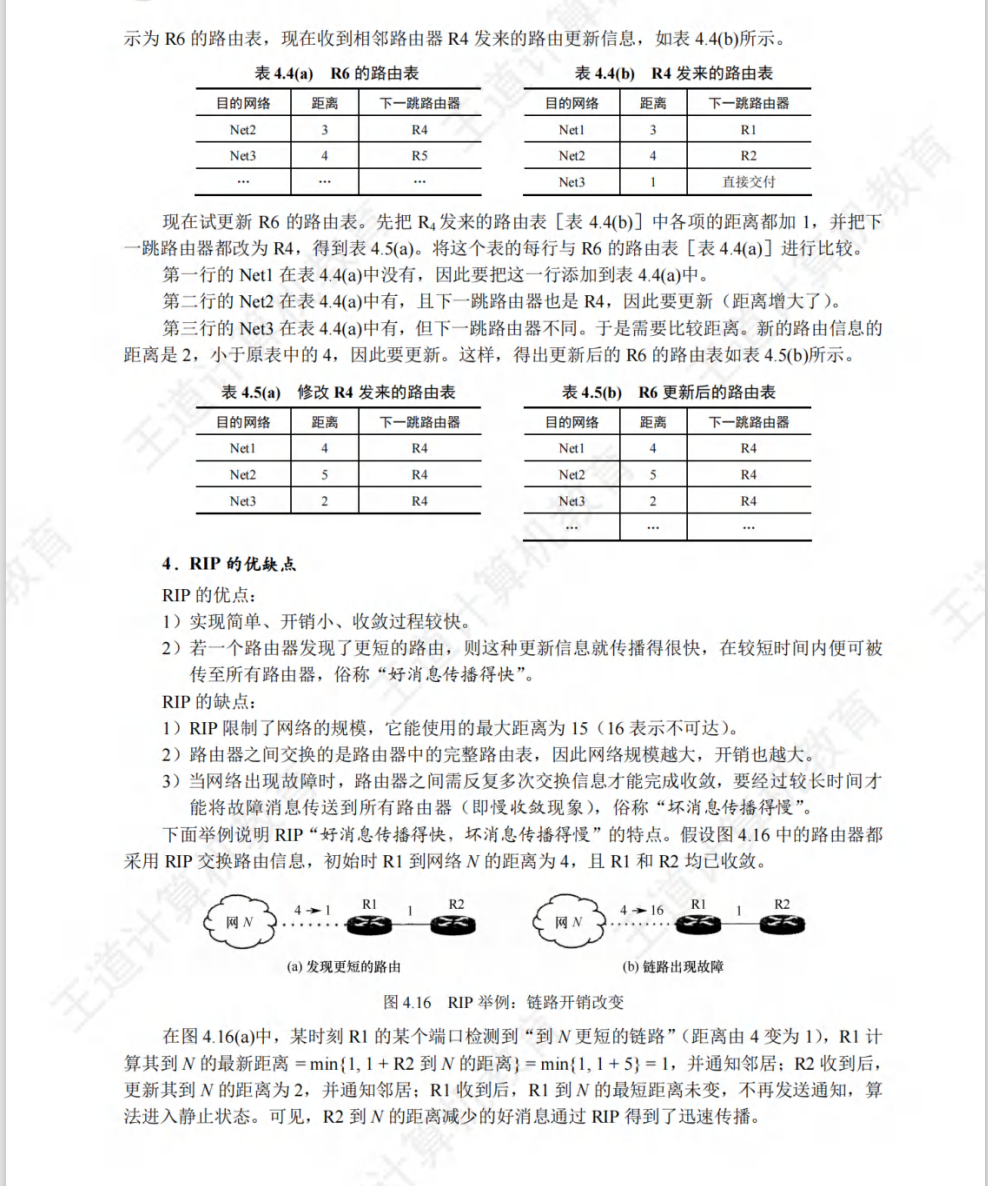 示为 R6 的路由表，现在收到相邻路由器 R4 发来的路由更新信息，如表 4.4(b)所示。
表 4.4(a) R6 的路由表
目的网络 距离 下一跳路由器
Net2 3 R4
Net3 4 R5
… … …
表 4.4(b) R4 发来的路由表
目的网络 距离 下一跳路由器
Net1 3 R1
Net2 4 R2
Net3 1 直接交付
现在试更新 R6 的路由表。先把 R₄ 发来的路由表［表 4.4(b)］中各项的距离都加 1，并把下
一跳路由器都改为 R4，得到表 4.5(a)。将这个表的每行与 R6 的路由表［表 4.4(a)］进行比较。
第一行的 Net1 在表 4.4(a)中没有，因此要把这一行添加到表 4.4(a)中。
第二行的 Net2 在表 4.4(a)中有，且下一跳路由器也是 R4，因此要更新（距离增大了）。
第三行的 Net3 在表 4.4(a)中有，但下一跳路由器不同。于是需要比较距离。新的路由信息的
距离是 2，小于原表中的 4，因此要更新。这样，得出更新后的 R6 的路由表如表 4.5(b)所示。
表 4.5(a) 修改 R4 发来的路由表
目的网络 距离 下一跳路由器
Net1 4 R4
Net2 5 R4
Net3 2 R4
表 4.5(b) R6 更新后的路由表
目的网络 距离 下一跳路由器
Net1 4 R4
Net2 5 R4
Net3 2 R4
… … …
4．RIP 的优缺点
RIP 的优点：
1）实现简单、开销小、收敛过程较快。
2）若一个路由器发现了更短的路由，则这种更新信息就传播得很快，在较短时间内便可被
传至所有路由器，俗称“好消息传播得快”。
RIP 的缺点：
1）RIP 限制了网络的规模，它能使用的最大距离为 15（16 表示不可达）。
2）路由器之间交换的是路由器中的完整路由表，因此网络规模越大，开销也越大。
3）当网络出现故障时，路由器之间需反复多次交换信息才能完成收敛，要经过较长时间才
能将故障消息传送到所有路由器（即慢收敛现象），俗称“坏消息传播得慢”。
下面举例说明 RIP“好消息传播得快，坏消息传播得慢”的特点。假设图 4.16 中的路由器都
采用 RIP 交换路由信息，初始时 R1 到网络 N 的距离为 4，且 R1 和 R2 均已收敛。
网 N 4→1 R1 1 R2
(a) 发现更短的路由
网 N 4→16 R1 1 R2
(b) 链路出现故障
图 4.16 RIP 举例：链路开销改变
在图 4.16(a)中，某时刻 R1 的某个端口检测到“到 N 更短的链路”（距离由 4 变为 1），R1 计
算其到 N 的最新距离 = min{1, 1 + R2 到 N 的距离} = min{1, 1 + 5} = 1，并通知邻居；R2 收到后，
更新其到 N 的距离为 2，并通知邻居；R1 收到后，R1 到 N 的最短距离未变，不再发送通知，算
法进入静止状态。可见，R2 到 N 的距离减少的好消息通过 RIP 得到了迅速传播。
王道计算机教育